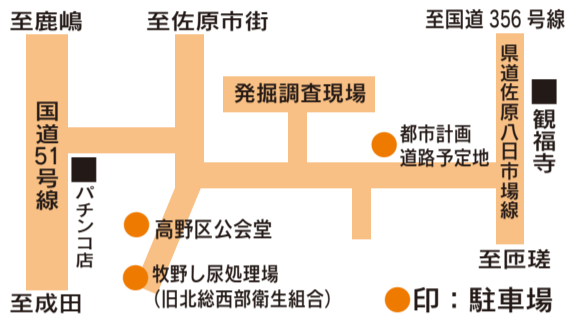 至鹿嶋
至佐原市街
至国道356号線
国道51号線
発掘調査現場
県道佐原八日市場線
観福寺
都市計画
道路予定地
パチンコ店
高野区公会堂
牧野し尿処理場
(旧北総西部衛生組合)
至匝瑳
至成田
印：駐車場